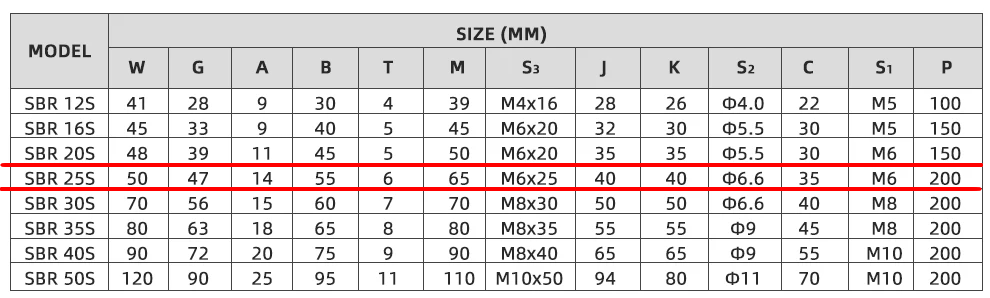 MODEL SIZE (MM)
W G A B T M S3 J K S2 C S1 P
SBR 12S 41 28 9 30 4 39 M4x16 28 26 Φ4.0 22 M5 100
SBR 16S 45 33 9 40 5 45 M6x20 32 30 Φ5.5 30 M5 150
SBR 20S 48 39 11 45 5 50 M6x20 35 35 Φ5.5 30 M6 150
SBR 25S 50 47 14 55 6 65 M6x25 40 40 Φ6.6 35 M6 200
SBR 30S 70 56 15 60 7 70 M8x30 50 50 Φ6.6 40 M8 200
SBR 35S 80 63 18 65 8 80 M8x35 55 55 Φ9 45 M8 200
SBR 40S 90 72 20 75 9 90 M8x40 65 65 Φ9 55 M10 200
SBR 50S 120 90 25 95 11 110 M10x50 94 80 Φ11 70 M10 200